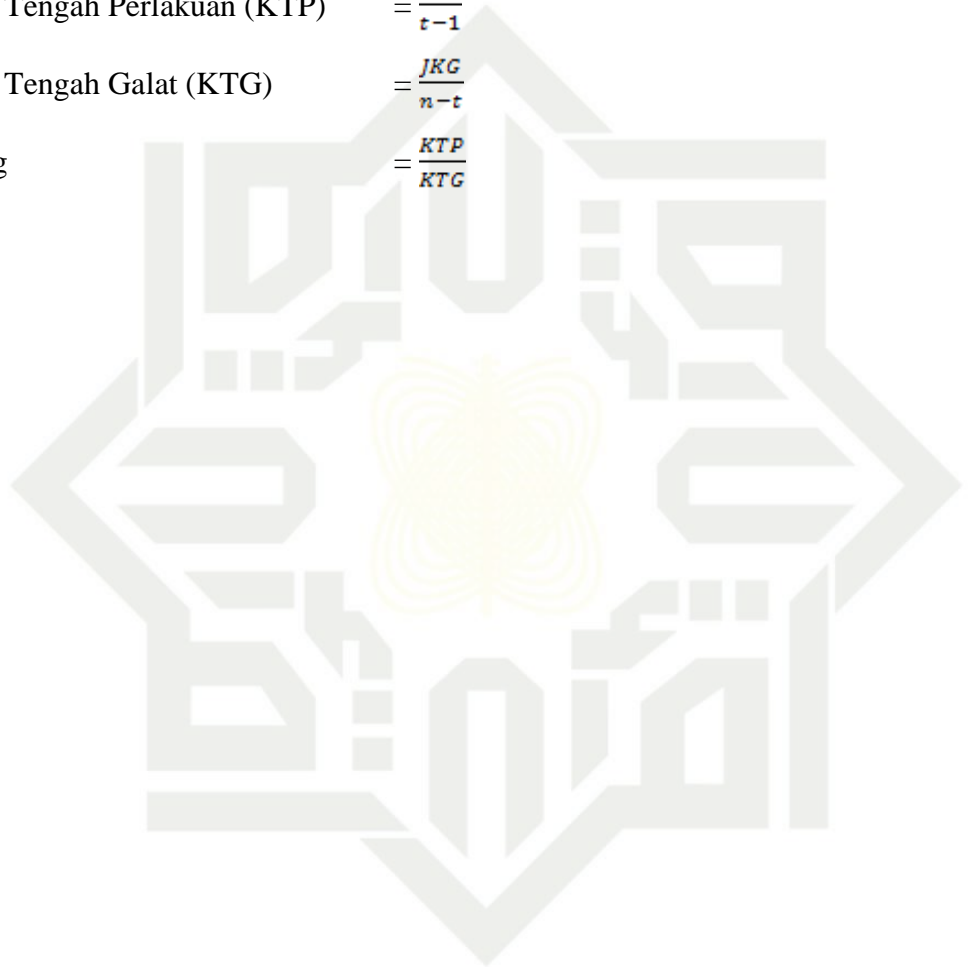 Tengah Perlakuan (KTP) = t−1
Tengah Galat (KTG) = JKG / n−t
g = KTP / KTG